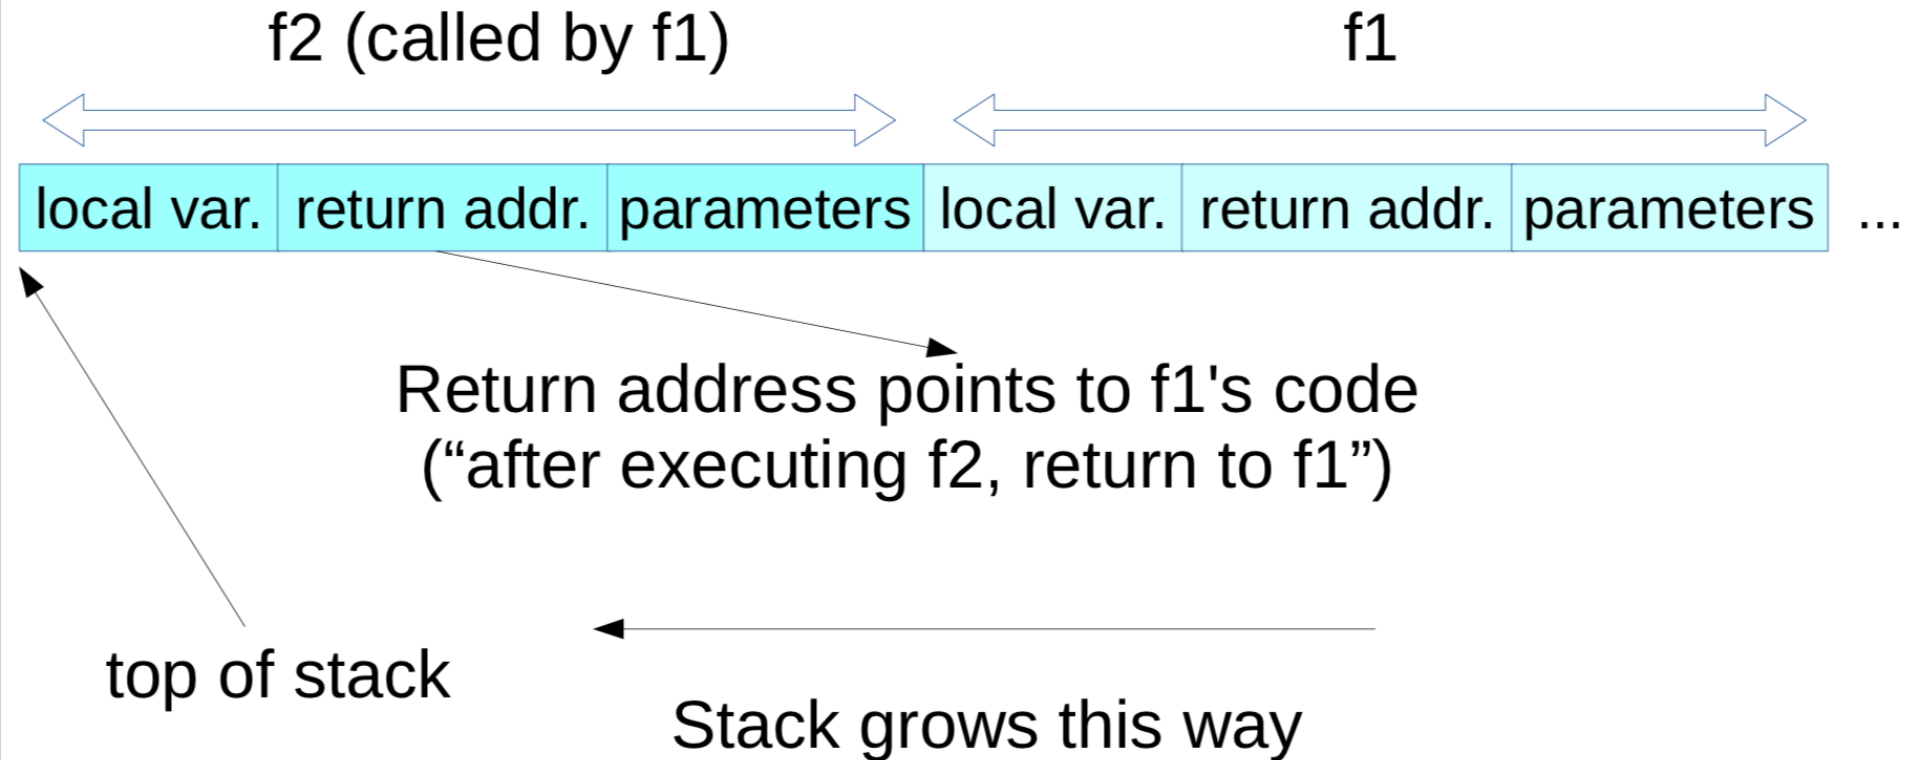 f2 (called by f1)
f1
local var. return addr. parameters local var. return addr. parameters ...
Return address points to f1's code
(“after executing f2, return to f1”)
top of stack
Stack grows this way